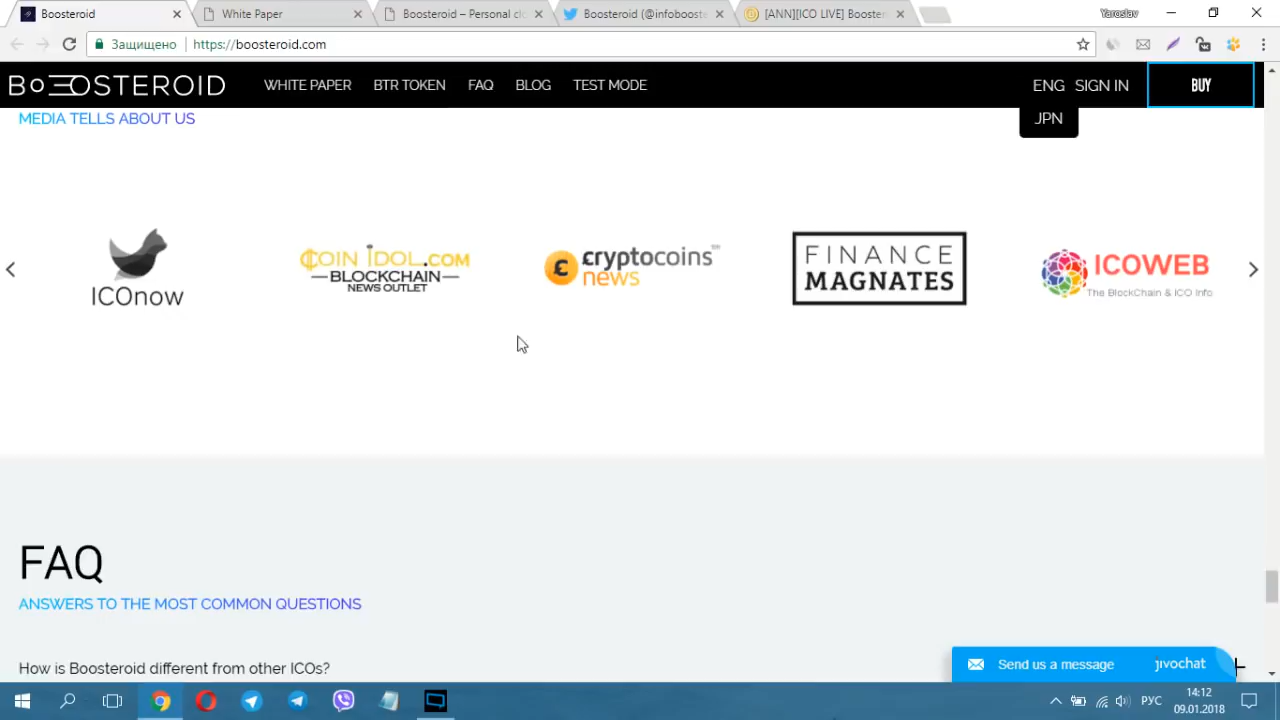 Boosteroid
White Paper
Boosteroid – Personal cl
Boosteroid (@infoboost
[ANN][ICO LIVE] Booster
Yaroslav
Защищено
https://boosteroid.com
BOOSTEROID
WHITE PAPER
BTR TOKEN
FAQ
BLOG
TEST MODE
ENG
SIGN IN
BUY
JPN
MEDIA TELLS ABOUT US
ICOnow
COIN IDOL.COM
BLOCKCHAIN
NEWS OUTLET
cryptocoins
news
FINANCE
MAGNATES
ICOWEB
The BlockChain & ICO Info
FAQ
ANSWERS TO THE MOST COMMON QUESTIONS
How is Boosteroid different from other ICOs?
Send us a message
jivochat
РУС
14:12
09.01.2018